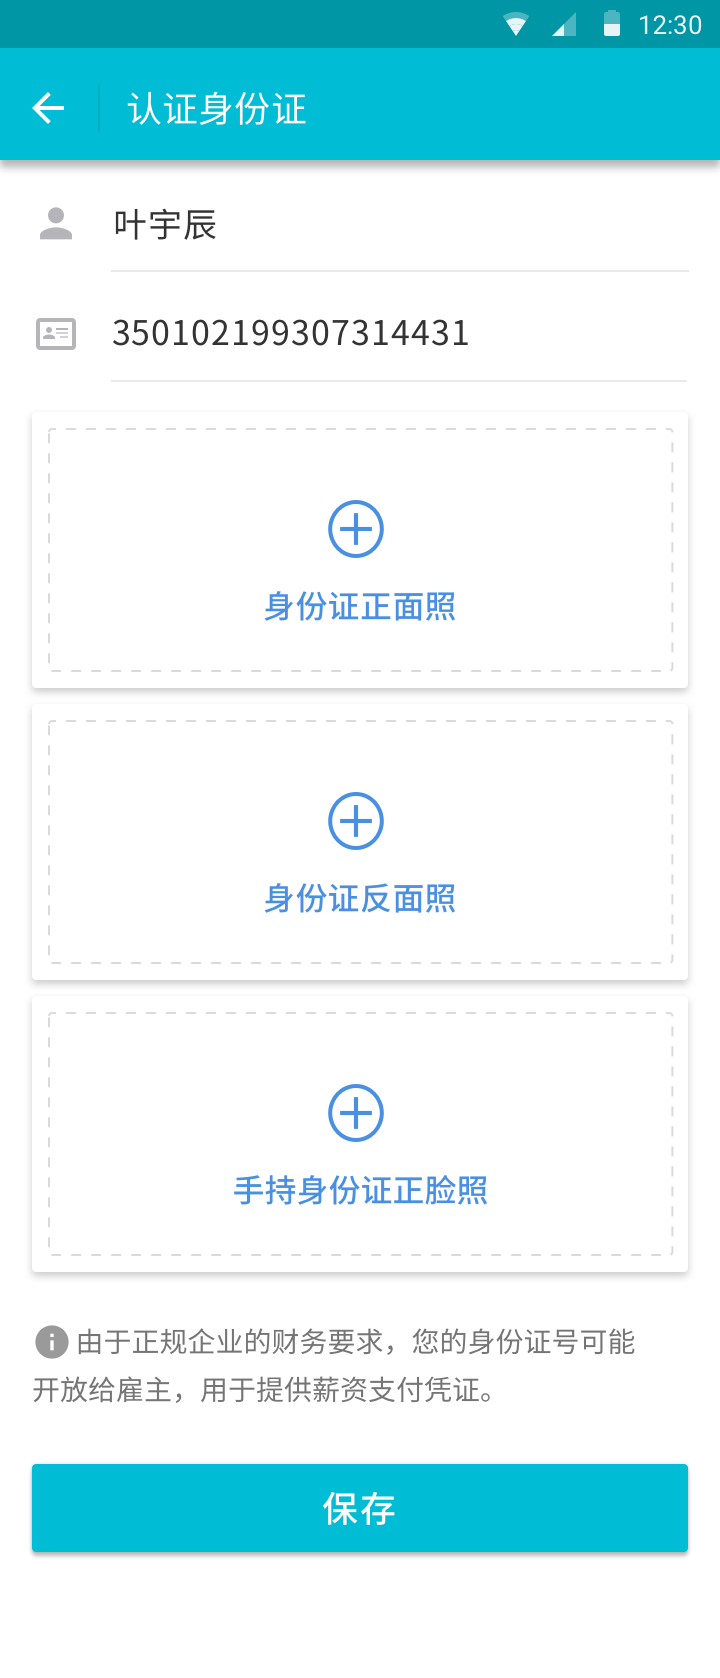 12:30
认证身份证
叶宇辰
350102199307314431
身份证正面照
身份证反面照
手持身份证正脸照
由于正规企业的财务要求，您的身份证号可能
开放给雇主，用于提供薪资支付凭证。
保存